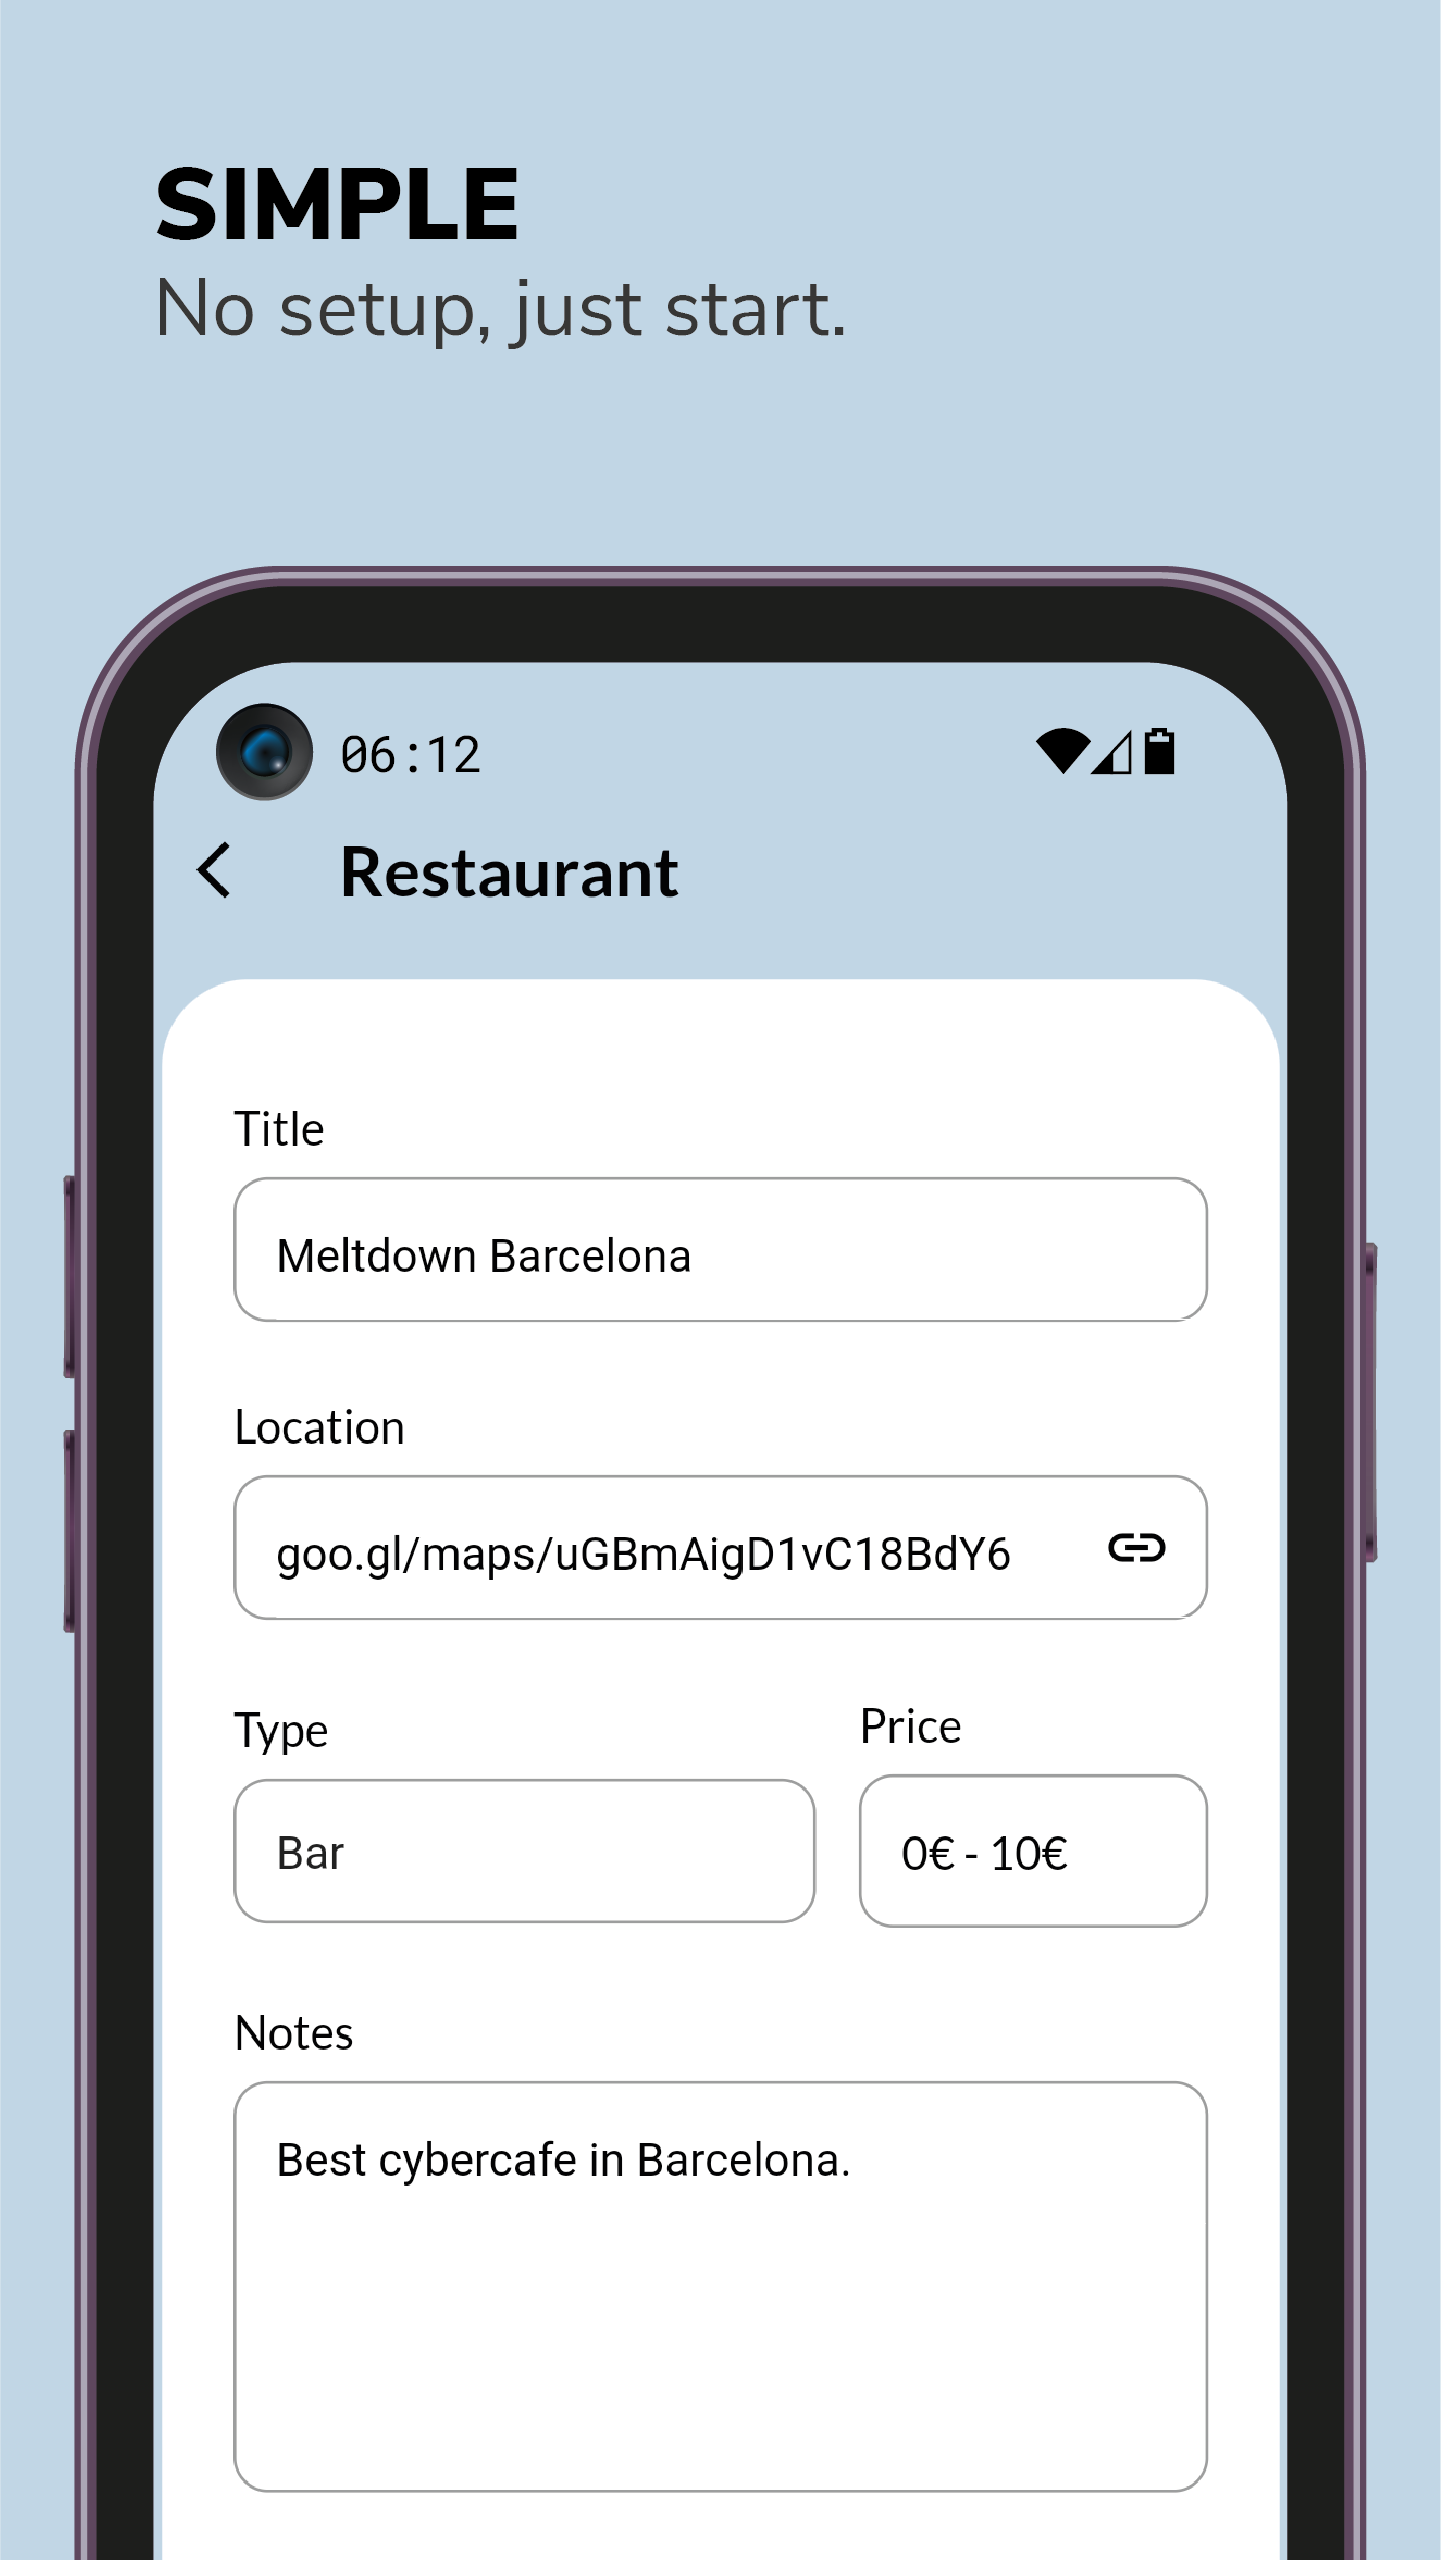 SIMPLE
No setup, just start.
06:12
Restaurant
Title
Meltdown Barcelona
Location
goo.gl/maps/uGBmAigD1vC18BdY6
Type
Price
Bar
0€ - 10€
Notes
Best cybercafe in Barcelona.